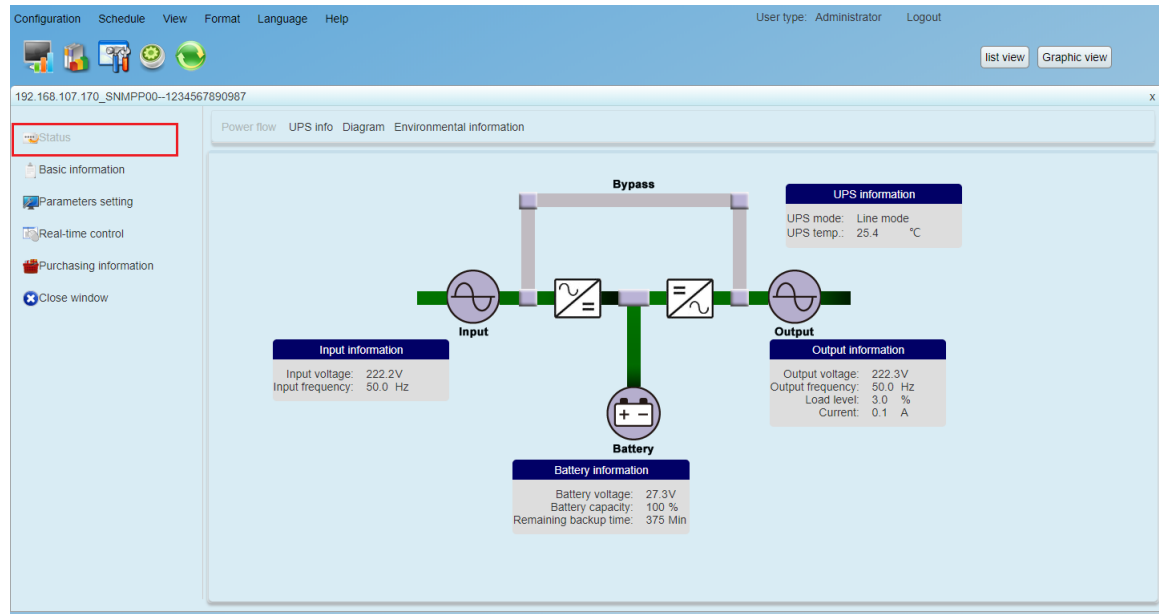 Configuration Schedule View Format Language Help User type: Administrator Logout
list view Graphic view
192.168.107.170_SNMPP00--1234567890987 x
Status
Basic information
Parameters setting
Real-time control
Purchasing information
Close window
Power flow UPS info Diagram Environmental information
Bypass
UPS information
UPS mode: Line mode
UPS temp.: 25.4 ℃
Input
Input information
Input voltage: 222.2V
Input frequency: 50.0 Hz
Output
Output information
Output voltage: 222.3V
Output frequency: 50.0 Hz
Load level: 3.0 %
Current: 0.1 A
Battery
Battery information
Battery voltage: 27.3V
Battery capacity: 100 %
Remaining backup time: 375 Min